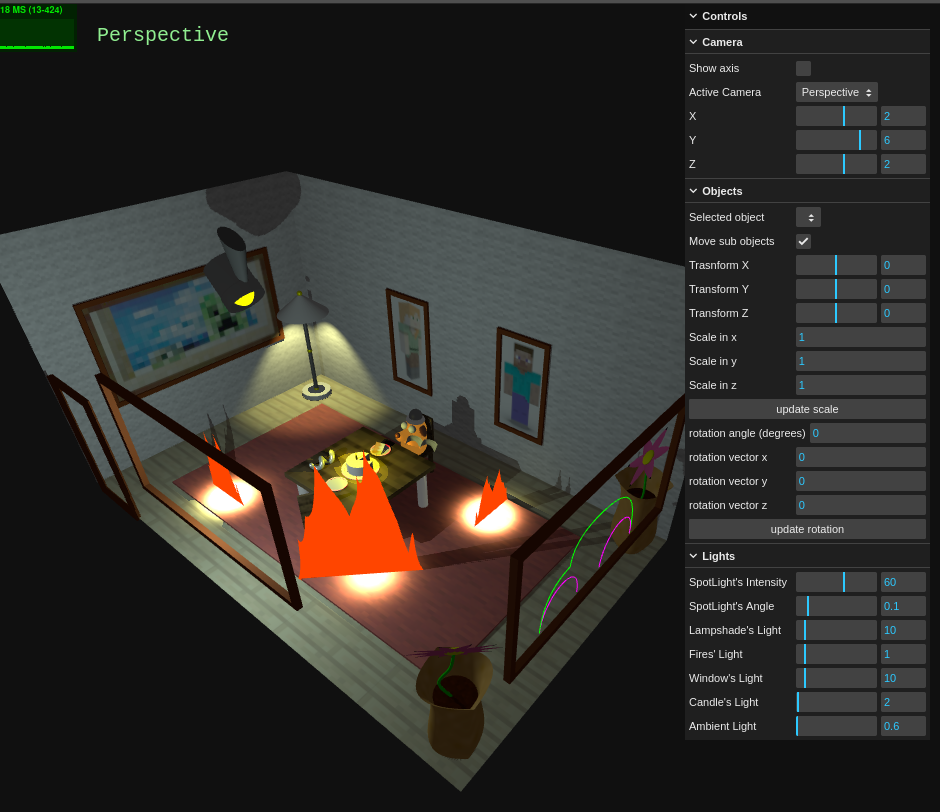 18 MS (13-424)
Perspective
Controls
Camera
Show axis
Active Camera Perspective
X 2
Y 6
Z 2
Objects
Selected object
Move sub objects
Trasnform X 0
Transform Y 0
Transform Z 0
Scale in x 1
Scale in y 1
Scale in z 1
update scale
rotation angle (degrees) 0
rotation vector x 0
rotation vector y 0
rotation vector z 0
update rotation
Lights
SpotLight's Intensity 60
SpotLight's Angle 0.1
Lampshade's Light 10
Fires' Light 1
Window's Light 10
Candle's Light 2
Ambient Light 0.6